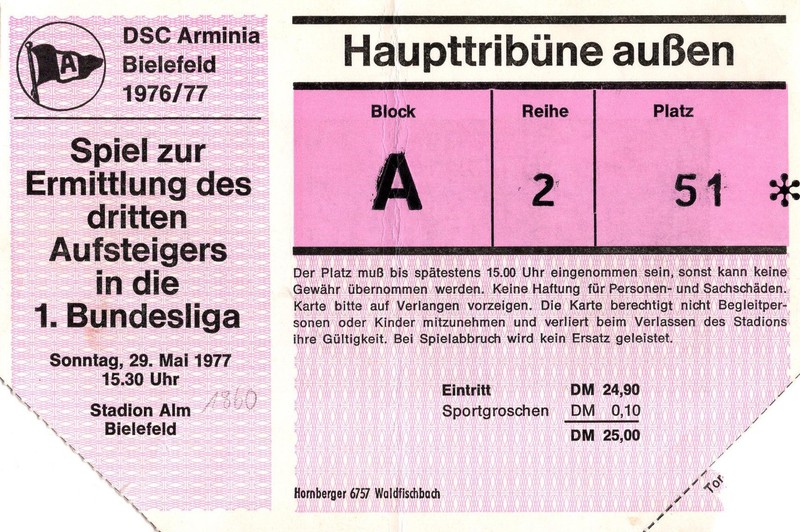 A
DSC Arminia
Bielefeld
1976/77
Spiel zur
Ermittlung des
dritten
Aufsteigers
in die
1. Bundesliga
Sonntag, 29. Mai 1977
15.30 Uhr
Stadion Alm
Bielefeld
1860
Haupttribüne außen
Block Reihe Platz
A 2 51 *
Der Platz muß bis spätestens 15.00 Uhr eingenommen sein, sonst kann keine
Gewähr übernommen werden. Keine Haftung für Personen- und Sachschäden.
Karte bitte auf Verlangen vorzeigen. Die Karte berechtigt nicht Begleitper-
sonen oder Kinder mitzunehmen und verliert beim Verlassen des Stadions
ihre Gültigkeit. Bei Spielabbruch wird kein Ersatz geleistet.
Eintritt DM 24,90
Sportgroschen DM 0,10
DM 25,00
Hornberger 6757 Waldfischbach
Tor